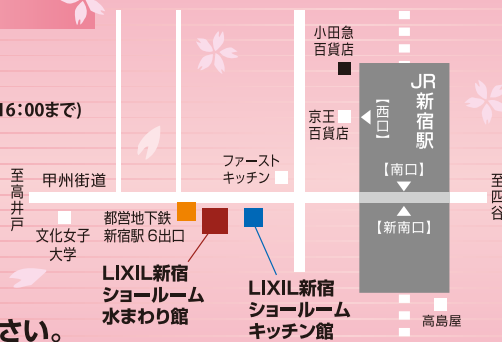 小田急
百貨店
JR
新宿駅
16:00まで)
京王
百貨店
【西口】
ファースト
キッチン
【南口】
至高井戸
甲州街道
至四谷
文化女子
大学
都営地下鉄
新宿駅 6出口
【新南口】
LIXIL新宿
ショールーム
水まわり館
LIXIL新宿
ショールーム
キッチン館
高島屋
さい。